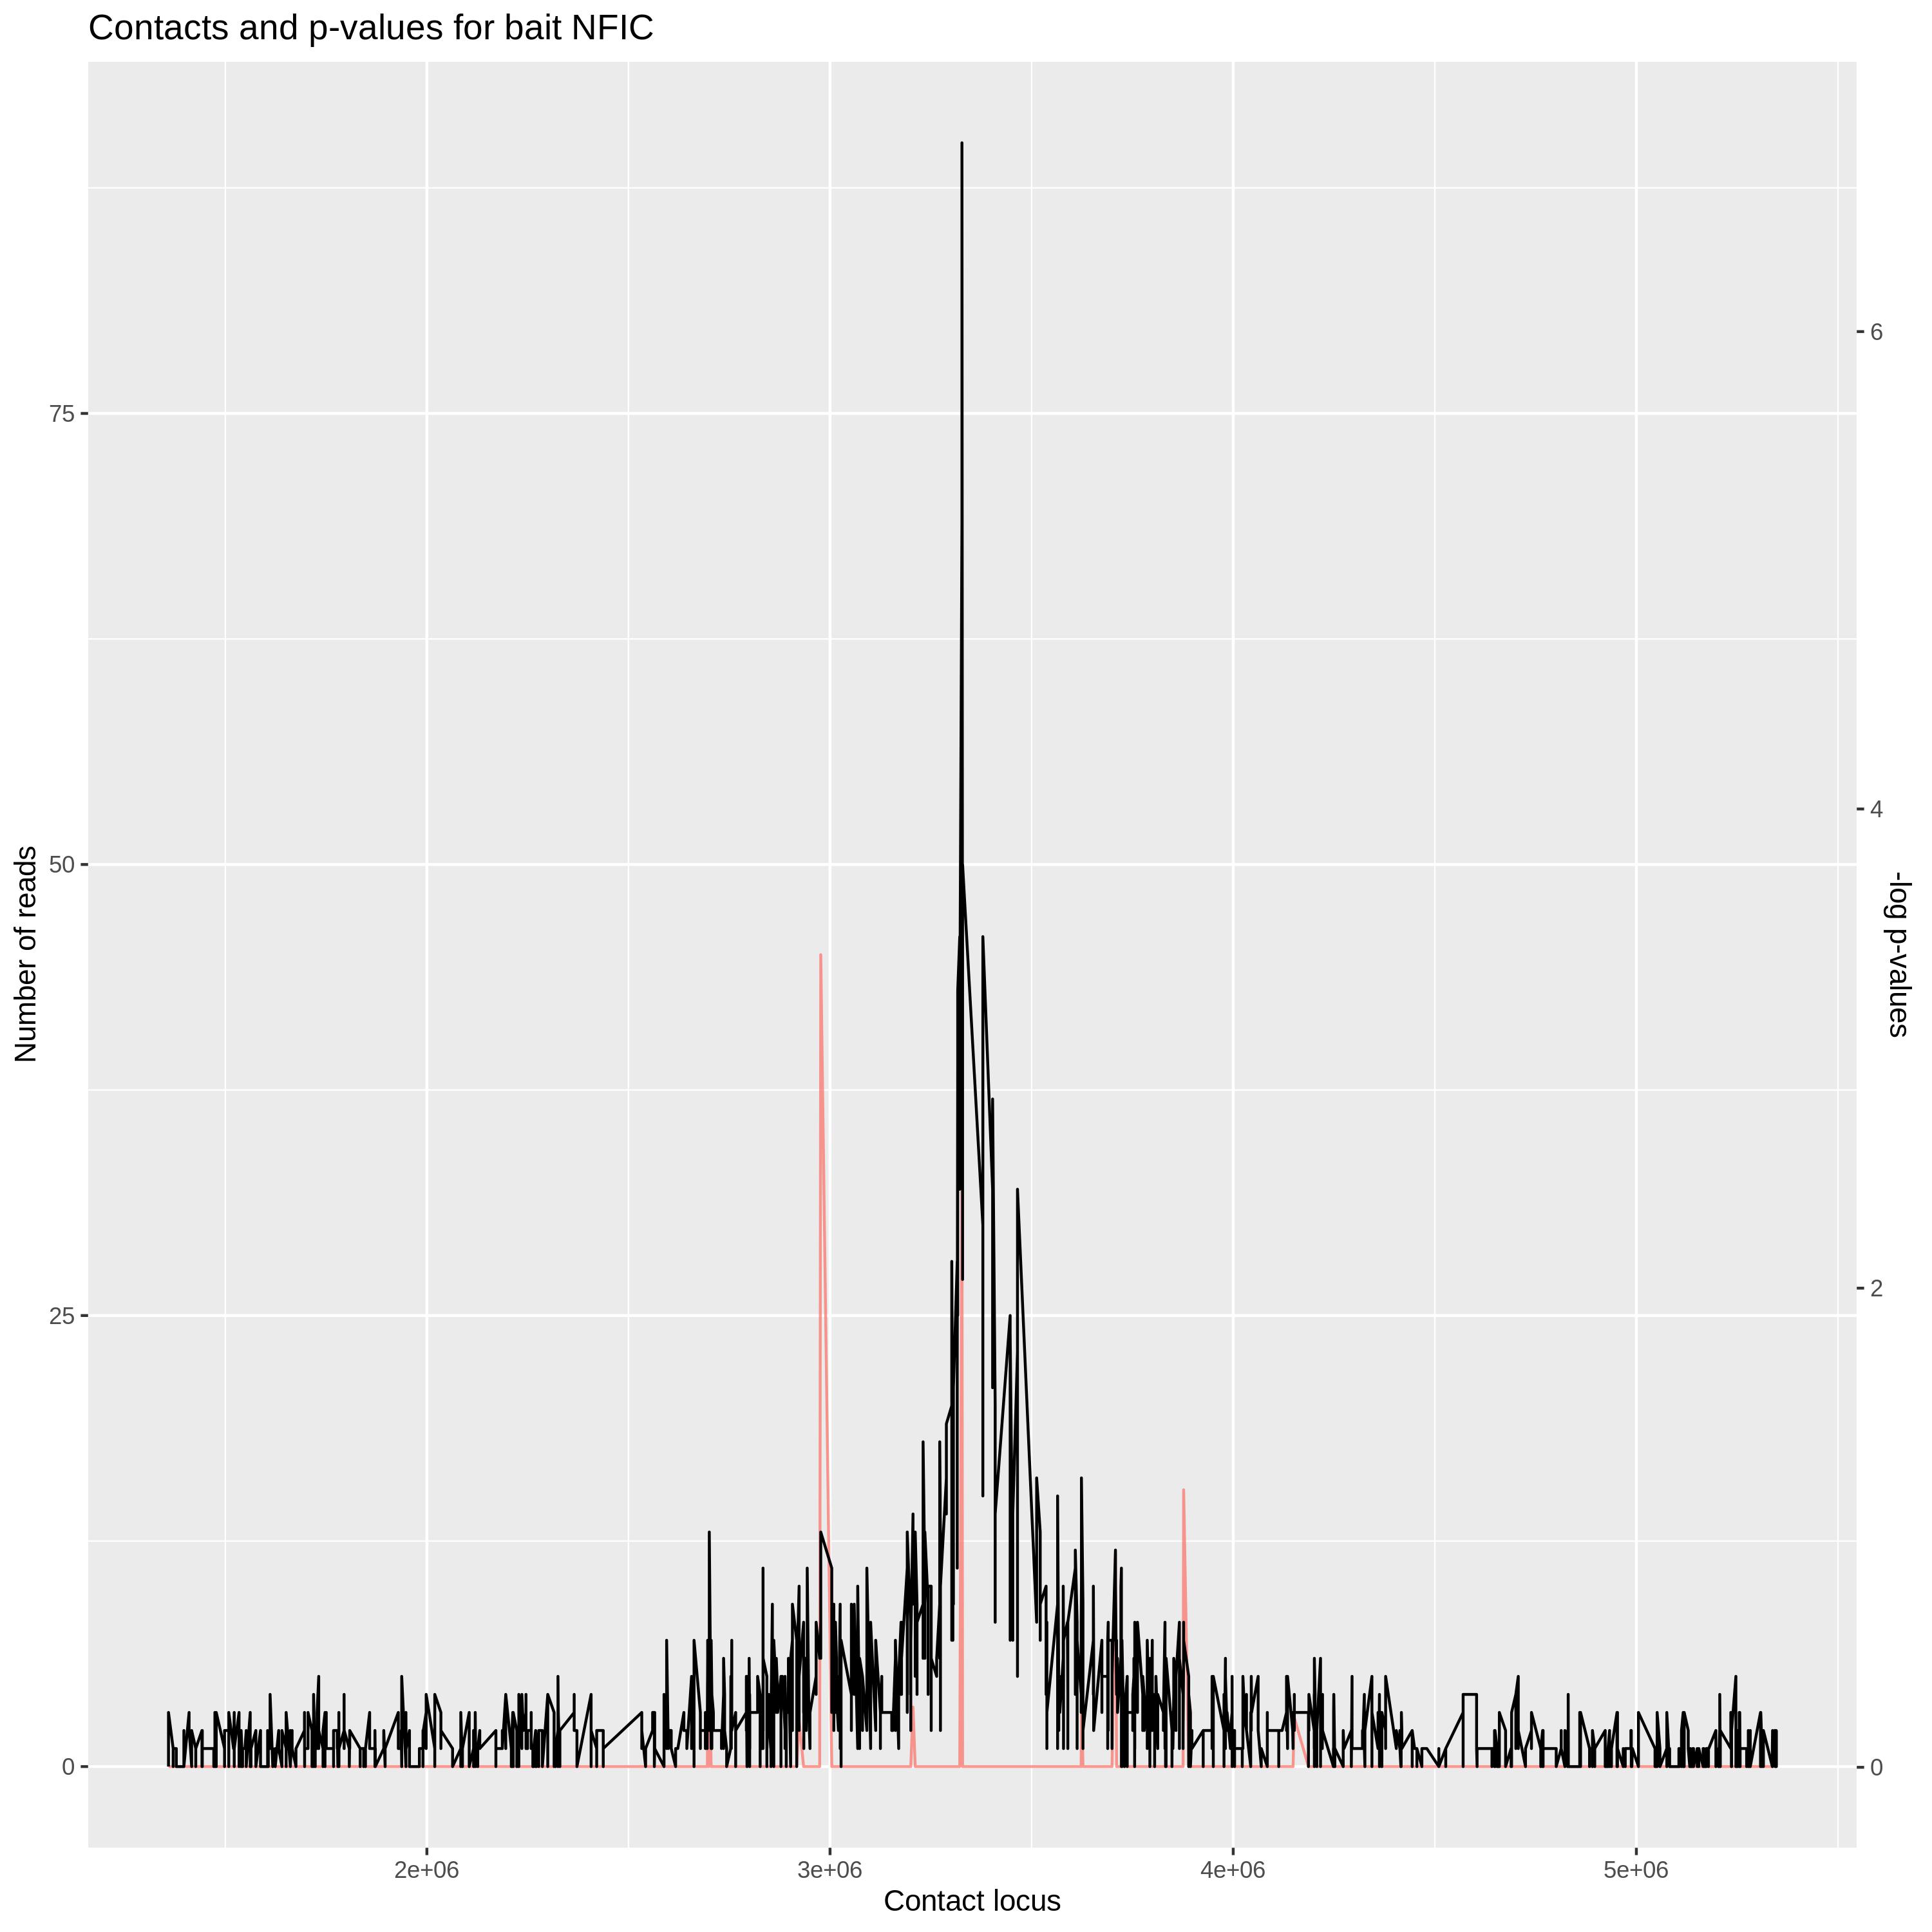 Contacts and p-values for bait NFIC
Number of reads
75
50
25
0
6
4
2
0
-log p-values
2e+06 3e+06 4e+06 5e+06
Contact locus